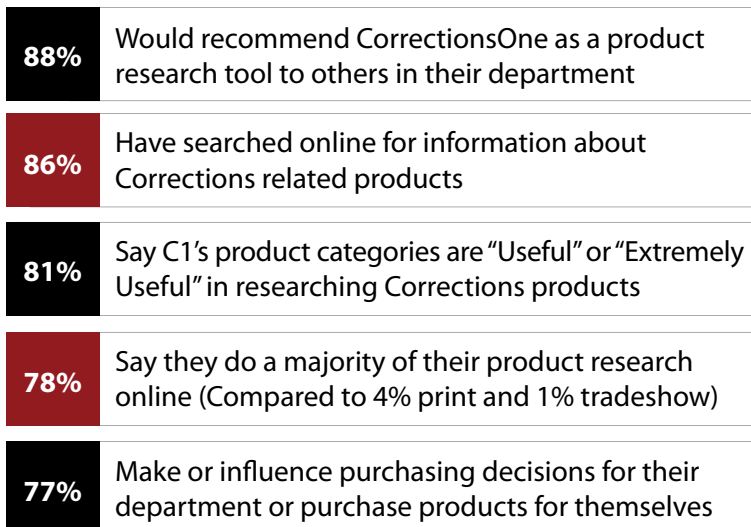 88%
Would recommend CorrectionsOne as a product
research tool to others in their department
86%
Have searched online for information about
Corrections related products
81%
Say C1’s product categories are “Useful” or “Extremely
Useful” in researching Corrections products
78%
Say they do a majority of their product research
online (Compared to 4% print and 1% tradeshow)
77%
Make or influence purchasing decisions for their
department or purchase products for themselves